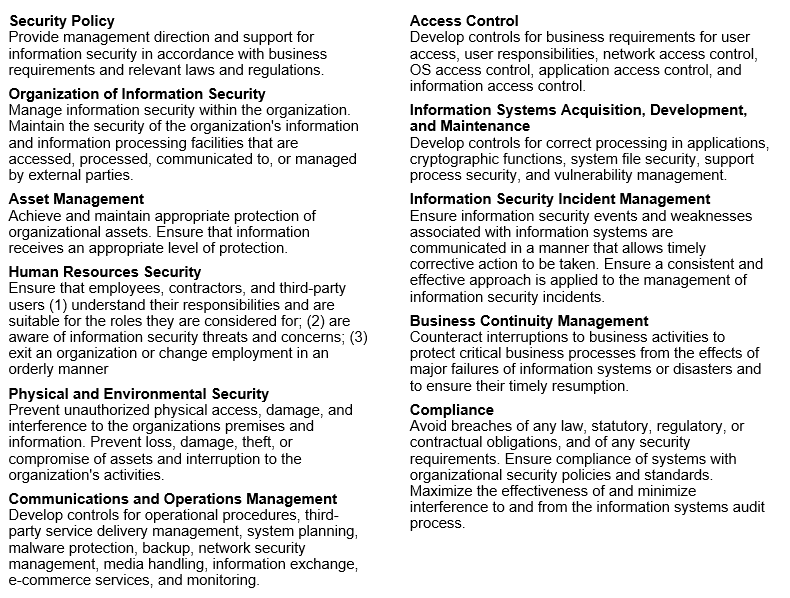 Security Policy
Provide management direction and support for
information security in accordance with business
requirements and relevant laws and regulations.
Organization of Information Security
Manage information security within the organization.
Maintain the security of the organization's information
and information processing facilities that are
accessed, processed, communicated to, or managed
by external parties.
Asset Management
Achieve and maintain appropriate protection of
organizational assets. Ensure that information
receives an appropriate level of protection.
Human Resources Security
Ensure that employees, contractors, and third-party
users (1) understand their responsibilities and are
suitable for the roles they are considered for; (2) are
aware of information security threats and concerns; (3)
exit an organization or change employment in an
orderly manner
Physical and Environmental Security
Prevent unauthorized physical access, damage, and
interference to the organizations premises and
information. Prevent loss, damage, theft, or
compromise of assets and interruption to the
organization's activities.
Communications and Operations Management
Develop controls for operational procedures, third-
party service delivery management, system planning,
malware protection, backup, network security
management, media handling, information exchange,
e-commerce services, and monitoring.
Access Control
Develop controls for business requirements for user
access, user responsibilities, network access control,
OS access control, application access control, and
information access control.
Information Systems Acquisition, Development,
and Maintenance
Develop controls for correct processing in applications,
cryptographic functions, system file security, support
process security, and vulnerability management.
Information Security Incident Management
Ensure information security events and weaknesses
associated with information systems are
communicated in a manner that allows timely
corrective action to be taken. Ensure a consistent and
effective approach is applied to the management of
information security incidents.
Business Continuity Management
Counteract interruptions to business activities to
protect critical business processes from the effects of
major failures of information systems or disasters and
to ensure their timely resumption.
Compliance
Avoid breaches of any law, statutory, regulatory, or
contractual obligations, and of any security
requirements. Ensure compliance of systems with
organizational security policies and standards.
Maximize the effectiveness of and minimize
interference to and from the information systems audit
process.